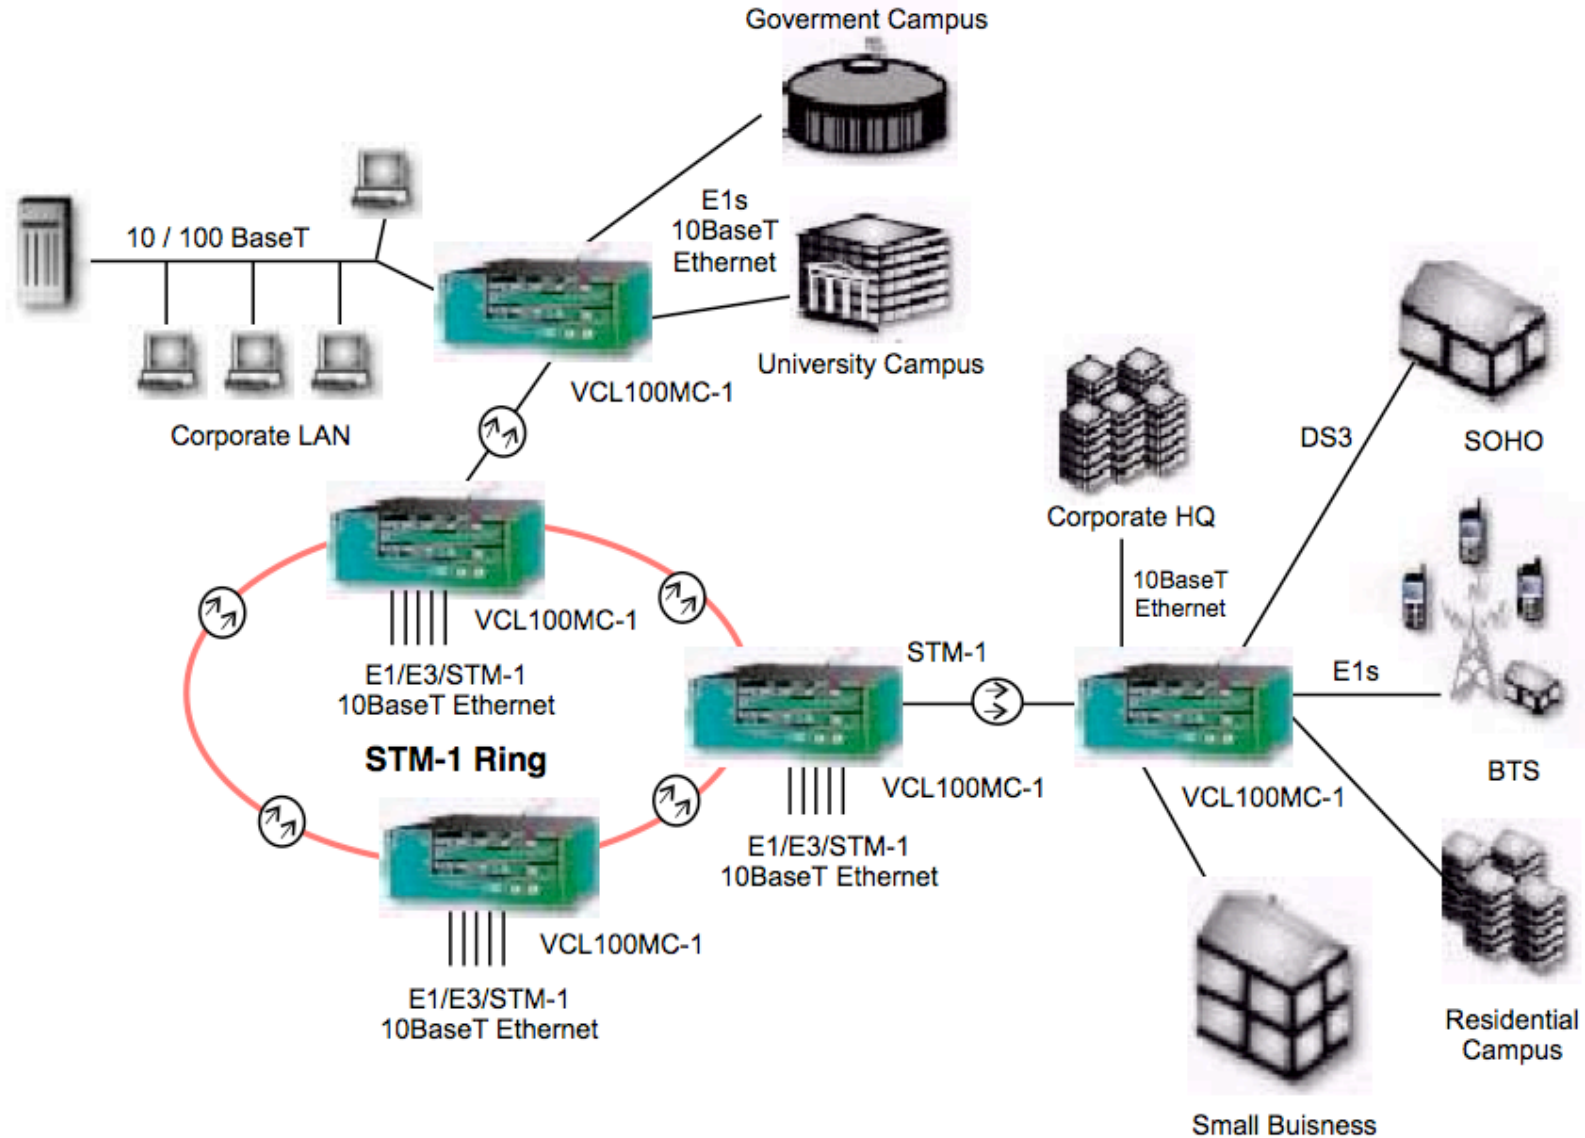 Goverment Campus
E1s
10BaseT
Ethernet
10 / 100 BaseT
University Campus
VCL100MC-1
Corporate LAN
DS3
SOHO
Corporate HQ
10BaseT
Ethernet
VCL100MC-1
E1/E3/STM-1
10BaseT Ethernet
STM-1
E1s
STM-1 Ring
BTS
VCL100MC-1
VCL100MC-1
E1/E3/STM-1
10BaseT Ethernet
VCL100MC-1
E1/E3/STM-1
10BaseT Ethernet
Residential
Campus
Small Buisness